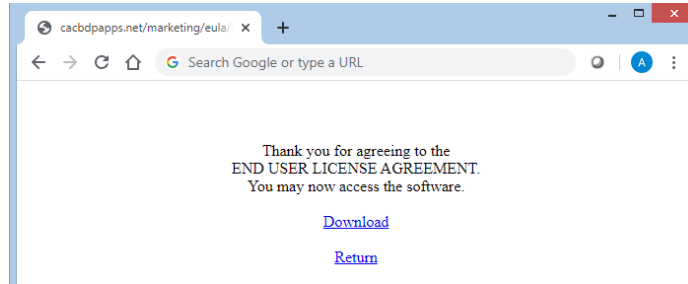 cacbdpapps.net/marketing/eula/
Search Google or type a URL
A
Thank you for agreeing to the
END USER LICENSE AGREEMENT.
You may now access the software.
Download
Return